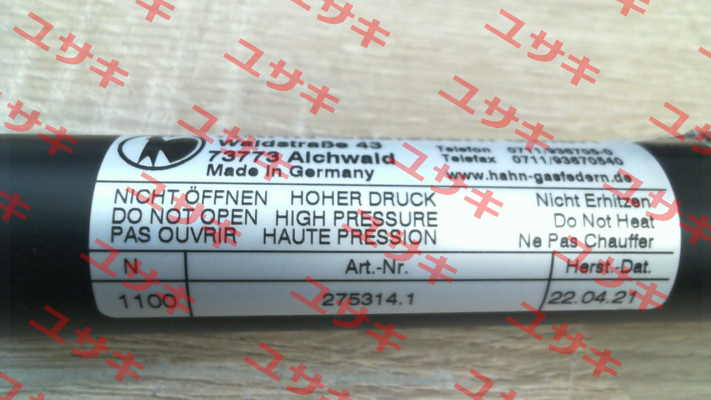 Waldstraße 43
73773 Aichwald
Made In Germany
Telefon 0711/936705-0
Telefax 0711/93670540
www.hahn-gasfedern.de
NICHT ÖFFNEN HOHER DRUCK Nicht Erhitzen
DO NOT OPEN HIGH PRESSURE Do Not Heat
PAS OUVRIR HAUTE PRESSION Ne Pas Chauffer
N Art.-Nr. Herst.-Dat.
1100 275314.1 22.04.21
ユサキ